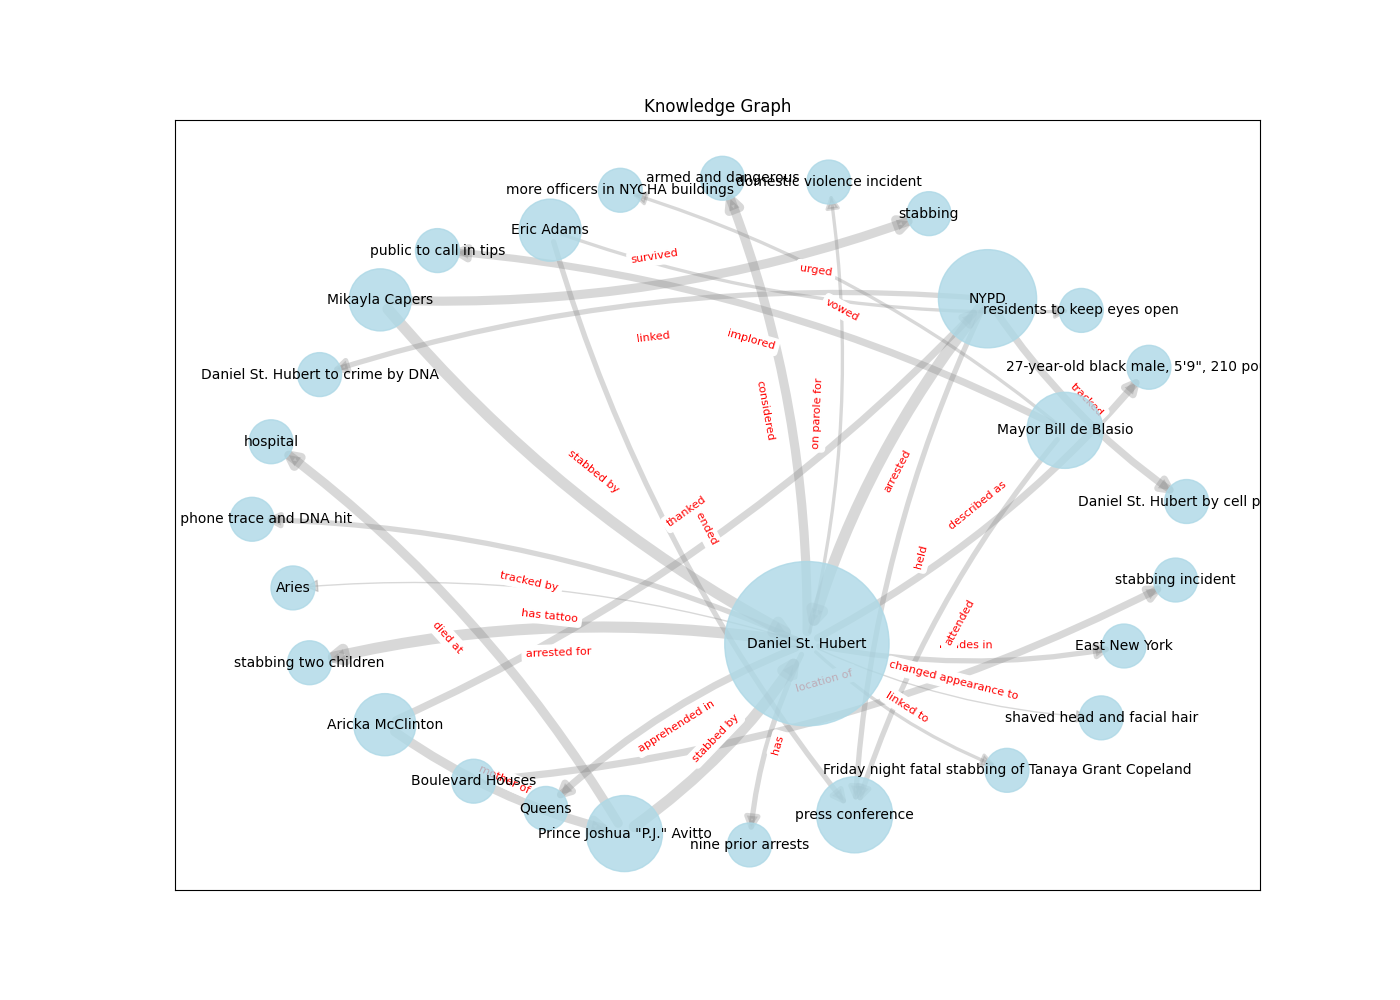 Knowledge Graph
armed and dangerous
domestic violence incident
more officers in NYCHA buildings
stabbing
Eric Adams
public to call in tips
survived
urged
Mikayla Capers
NYPD
vowed
residents to keep eyes open
linked
implored
27-year-old black male, 5'9", 210 po
Daniel St. Hubert to crime by DNA
tracked
considered
on parole for
Mayor Bill de Blasio
hospital
stabbed by
arrested
described as
Daniel St. Hubert by cell p
thanked
ended
phone trace and DNA hit
held
Aries
tracked by
stabbing incident
has tattoo
attended
died at
Daniel St. Hubert
des in
East New York
arrested for
stabbing two children
location of
changed appearance to
linked to
shaved head and facial hair
Aricka McClinton
apprehended in
stabbed by
has
Friday night fatal stabbing of Tanaya Grant Copeland
Boulevard Houses
mother of
Queens
press conference
Prince Joshua "P.J." Avitto
nine prior arrests